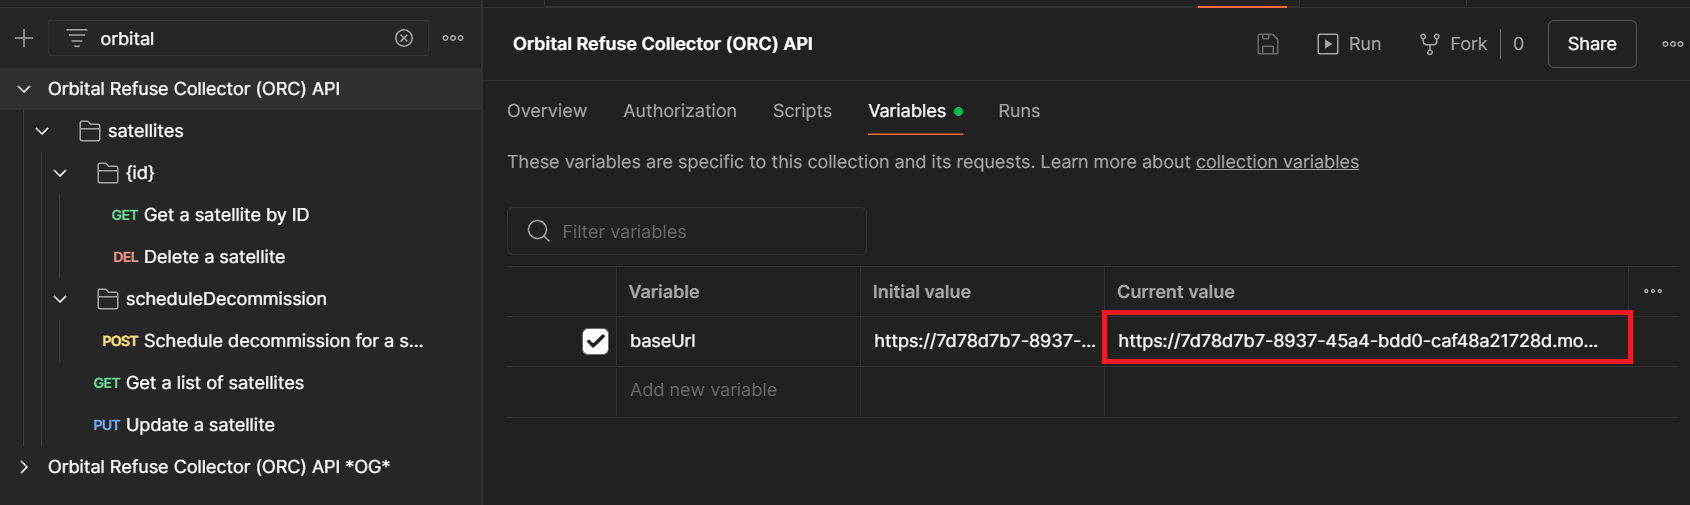 orbital
Orbital Refuse Collector (ORC) API
satellites
{id}
GET Get a satellite by ID
DEL Delete a satellite
scheduleDecommission
POST Schedule decommission for a s...
GET Get a list of satellites
PUT Update a satellite
Orbital Refuse Collector (ORC) API *OG*
Orbital Refuse Collector (ORC) API
Run
Fork
0
Share
Overview
Authorization
Scripts
Variables
Runs
These variables are specific to this collection and its requests. Learn more about collection variables
Filter variables
Variable
Initial value
Current value
baseUrl
https://7d78d7b7-8937-...
https://7d78d7b7-8937-45a4-bdd0-caf48a21728d.mo...
Add new variable